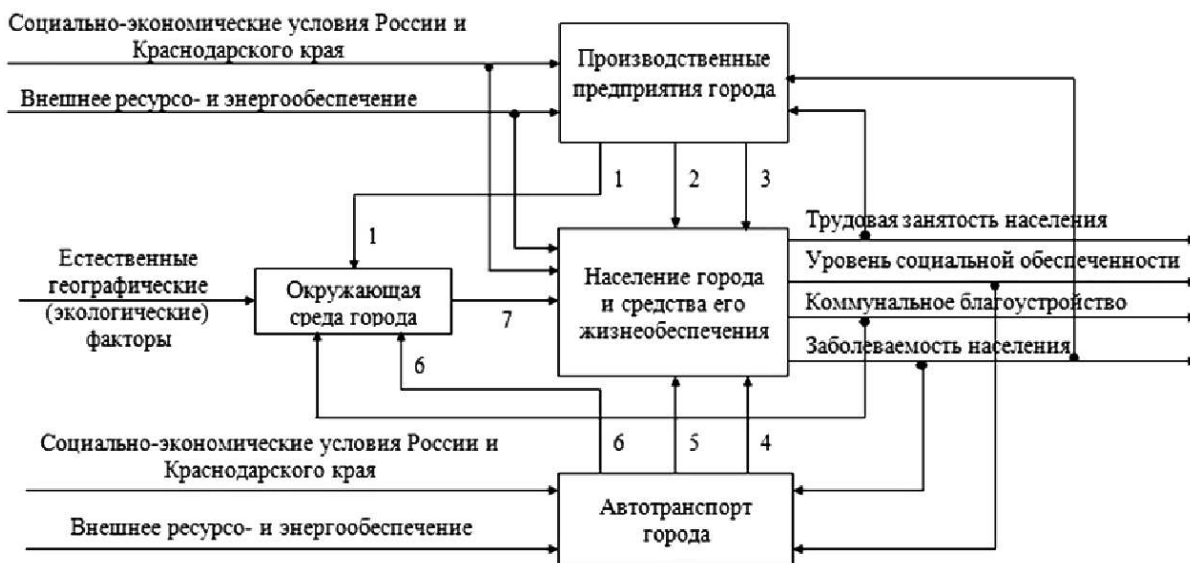 Социально-экономические условия России и
Краснодарского края
Внешнее ресурсо- и энергообеспечение
Производственные
предприятия города
1
2
3
1
Трудовая занятость населения
Уровень социальной обеспеченности
Коммунальное благоустройство
Заболеваемость населения
Естественные
географические
(экологические)
факторы
Окружающая
среда города
7
Население города
и средства его
жизнеобеспечения
6
6
5
4
Социально-экономические условия России и
Краснодарского края
Внешнее ресурсо- и энергообеспечение
Автотранспорт
города